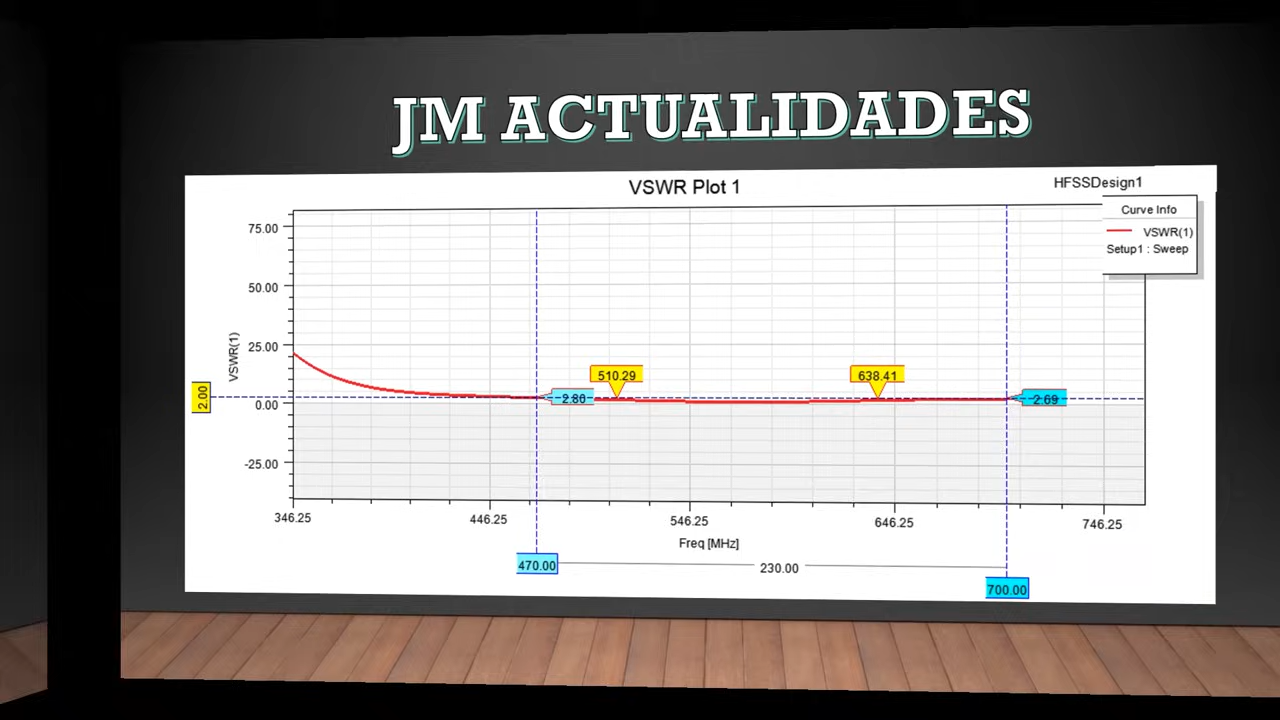 JM ACTUALIDADES
VSWR Plot 1
HFSSDesign1
Curve Info
VSWR(1)
Setup1 : Sweep
75.00
50.00
25.00
0.00
-25.00
VSWR(1)
2.00
510.29
638.41
2.80
2.69
346.25
446.25
546.25
646.25
746.25
Freq [MHz]
470.00
230.00
700.00